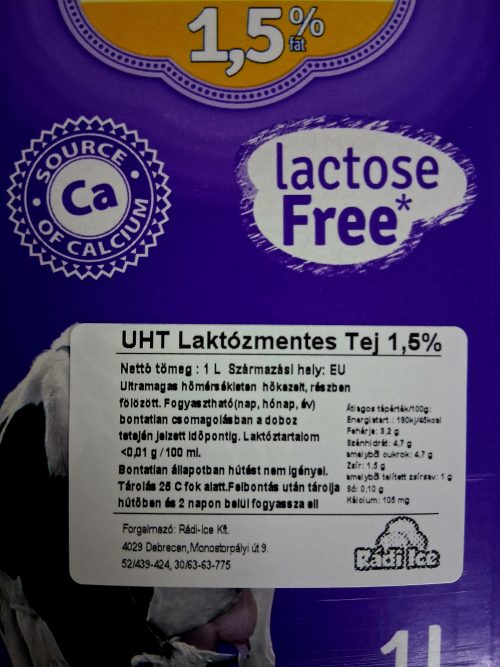 1,5%
fat
SOURCE
Ca
OF CALCIUM
lactose
Free*
UHT Laktózmentes Tej 1,5%
Nettó tömeg : 1 L Származási hely: EU
Ultramagas hőmérsékleten hőkezelt, részben
fölözött. Fogyasztható(nap, hónap, év)
bontatlan csomagolásban a doboz
tetején jelzett időpontig. Laktóztartalom
<0,01 g / 100 ml.
Bontatlan állapotban hűtést nem igényel.
Tárolás 25 C fok alatt.Felbontás után tárolja
hűtőben és 2 napon belül fogyassza el!
Átlagos tápérték/100g:
Energiatart.: 190kj/45kcal
Fehérje: 3,2 g
Szénhidrát: 4,7 g
amelyből cukrok: 4,7 g
Zsír: 1,5 g
amelyből telített zsírsav: 1 g
Só: 0,10 g
Kálcium: 105 mg
Forgalmazó: Rádi-Ice Kft.
4029 Debrecen,Monostorpályi út 9.
52/439-424, 30/63-63-775
Rádi Ice
1L